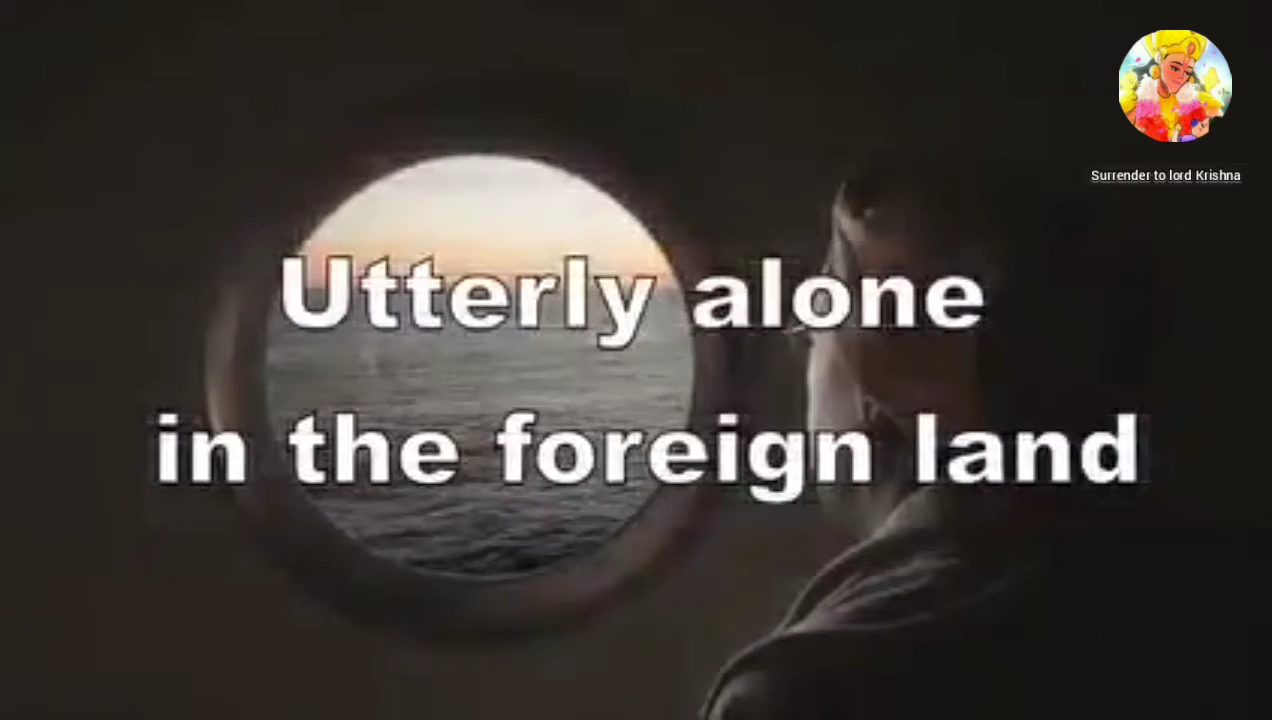 Surrender to lord Krishna
Utterly alone
in the foreign land